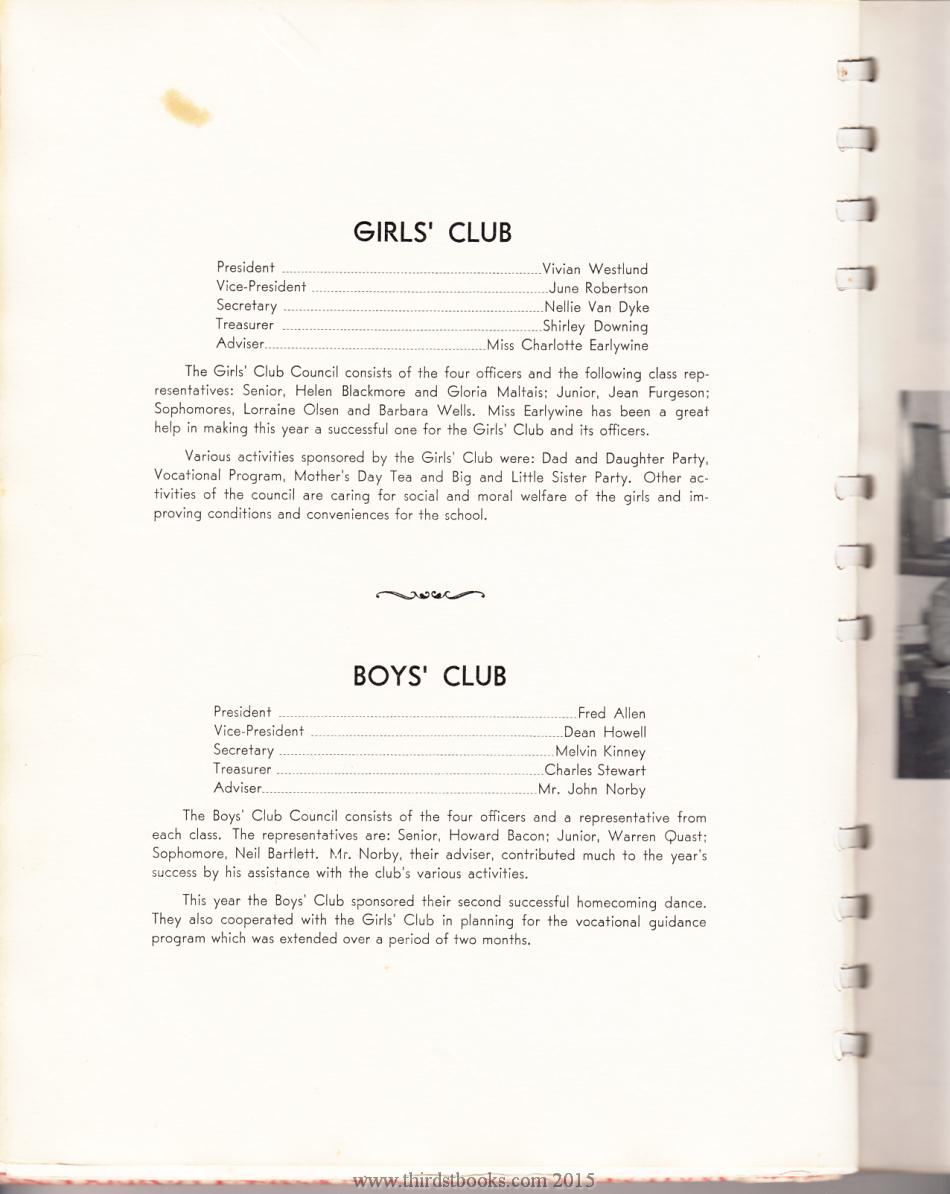 GIRLS' CLUB
President ........ Vivian Westlund
Vice-President ........ June Robertson
Secretary ........ Nellie Van Dyke
Treasurer ........ Shirley Downing
Adviser ........ Miss Charlotte Earlywine
The Girls' Club Council consists of the four officers and the following class rep-
resentatives: Senior, Helen Blackmore and Gloria Maltais; Junior, Jean Furgeson;
Sophomores, Lorraine Olsen and Barbara Wells. Miss Earlywine has been a great
help in making this year a successful one for the Girls' Club and its officers.
Various activities sponsored by the Girls' Club were: Dad and Daughter Party,
Vocational Program, Mother's Day Tea and Big and Little Sister Party. Other ac-
tivities of the council are caring for social and moral welfare of the girls and im-
proving conditions and conveniences for the school.
BOYS' CLUB
President ........ Fred Allen
Vice-President ........ Dean Howell
Secretary ........ Melvin Kinney
Treasurer ........ Charles Stewart
Adviser ........ Mr. John Norby
The Boys' Club Council consists of the four officers and a representative from
each class. The representatives are: Senior, Howard Bacon; Junior, Warren Quast;
Sophomore, Neil Bartlett. Mr. Norby, their adviser, contributed much to the year's
success by his assistance with the club's various activities.
This year the Boys' Club sponsored their second successful homecoming dance.
They also cooperated with the Girls' Club in planning for the vocational guidance
program which was extended over a period of two months.
www.thirdstbooks.com 2015